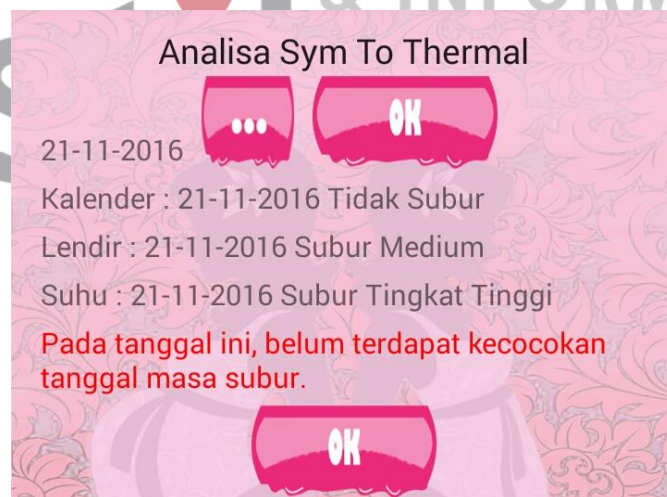 & INFORM
Analisa Sym To Thermal
21-11-2016 ... OK
Kalender : 21-11-2016 Tidak Subur
Lendir : 21-11-2016 Subur Medium
Suhu : 21-11-2016 Subur Tingkat Tinggi
Pada tanggal ini, belum terdapat kecocokan
tanggal masa subur.
OK